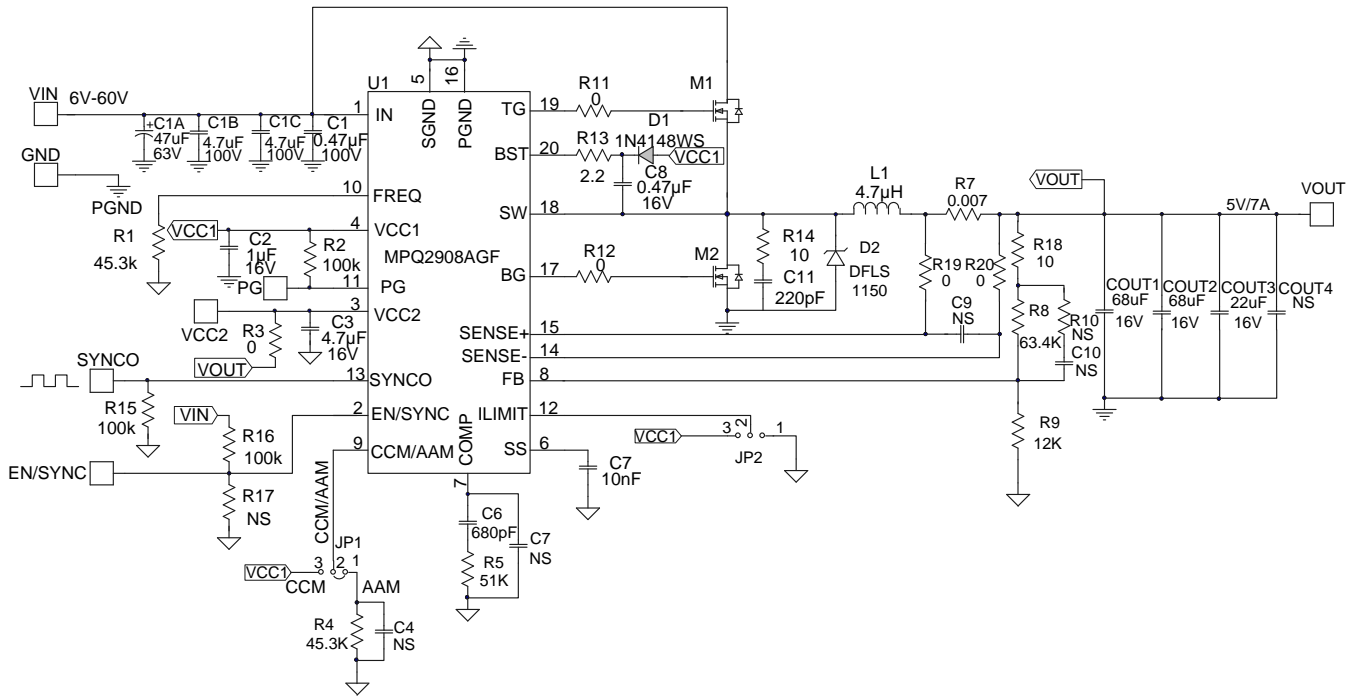 U1
VIN
6V-60V
+
C1A
47uF
63V
C1B
4.7uF
100V
C1C
4.7uF
100V
C1
0.47µF
100V
GND
PGND
1
IN
5
SGND
16
PGND
TG
19
R11
0
M1
BST
20
R13
2.2
D1
1N4148WS
VCC1
C8
0.47µF
16V
SW
18
L1
4.7µH
R7
0.007
VOUT
5V/7A
VOUT
10
FREQ
R1
45.3k
VCC1
4
VCC1
C2
1µF
16V
R2
100k
MPQ2908AGF
PG
11
PG
BG
17
R12
0
M2
R14
10
C11
220pF
D2
DFLS
1150
R19
0
R20
0
R18
10
COUT1
68uF
16V
COUT2
68uF
16V
COUT3
22uF
16V
COUT4
NS
VCC2
3
VCC2
R3
0
C3
4.7µF
16V
VOUT
SENSE+
15
C9
NS
SENSE-
14
R8
63.4K
R10
NS
C10
NS
SYNCO
13
SYNCO
FB
8
R15
100k
VIN
R16
100k
2
EN/SYNC
ILIMIT
12
VCC1
3
2
1
JP2
R9
12K
EN/SYNC
R17
NS
9
CCM/AAM
COMP
7
SS
6
C7
10nF
CCM/AAM
C6
680pF
R5
51K
C7
NS
JP1
VCC1
3
2
1
CCM
AAM
R4
45.3K
C4
NS